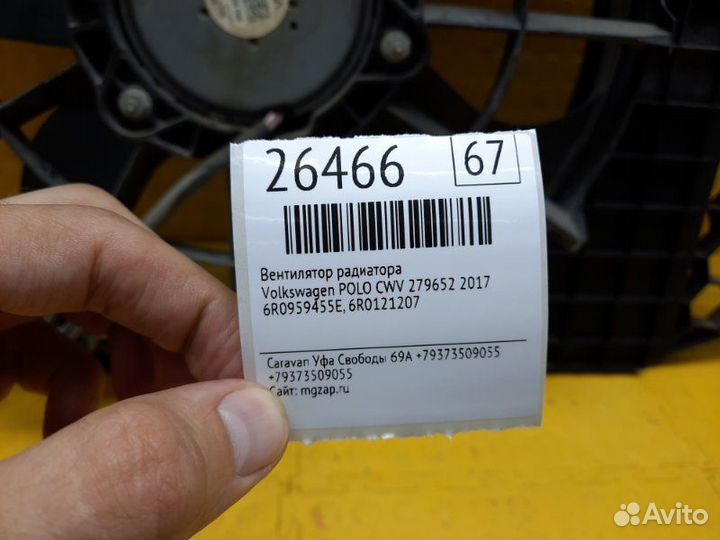 26466
67
Вентилятор радиатора
Volkswagen POLO CWV 279652 2017
6R0959455E, 6R0121207
Caravan Уфа Свободы 69А +79373509055
+79373509055
Сайт: mgzap.ru
Avito